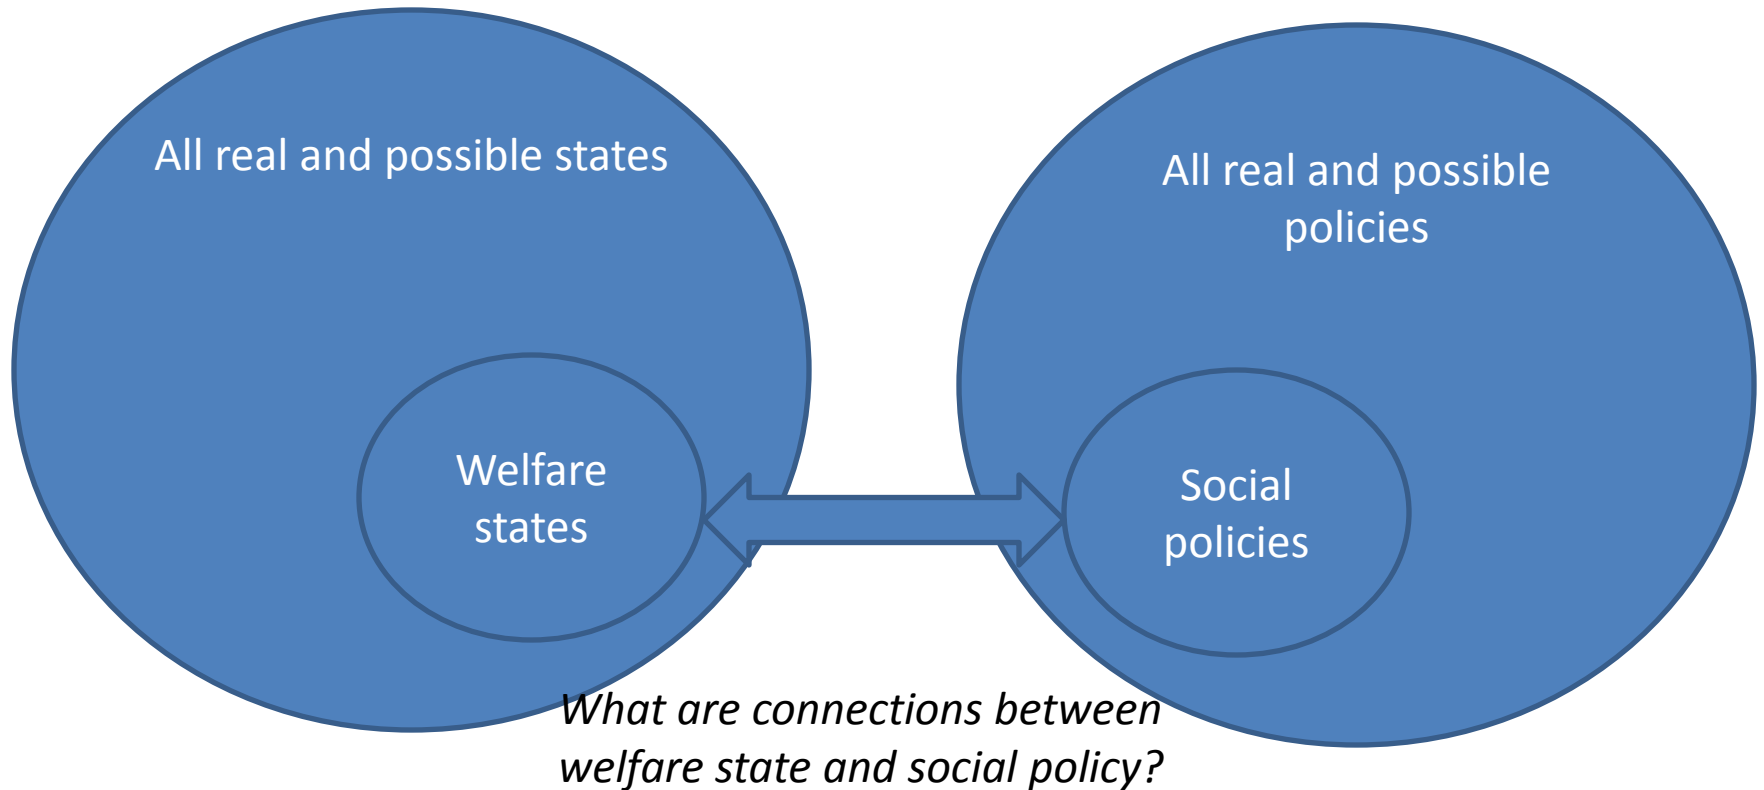 All real and possible states
All real and possible
policies
Welfare
states
Social
policies
What are connections between
welfare state and social policy?